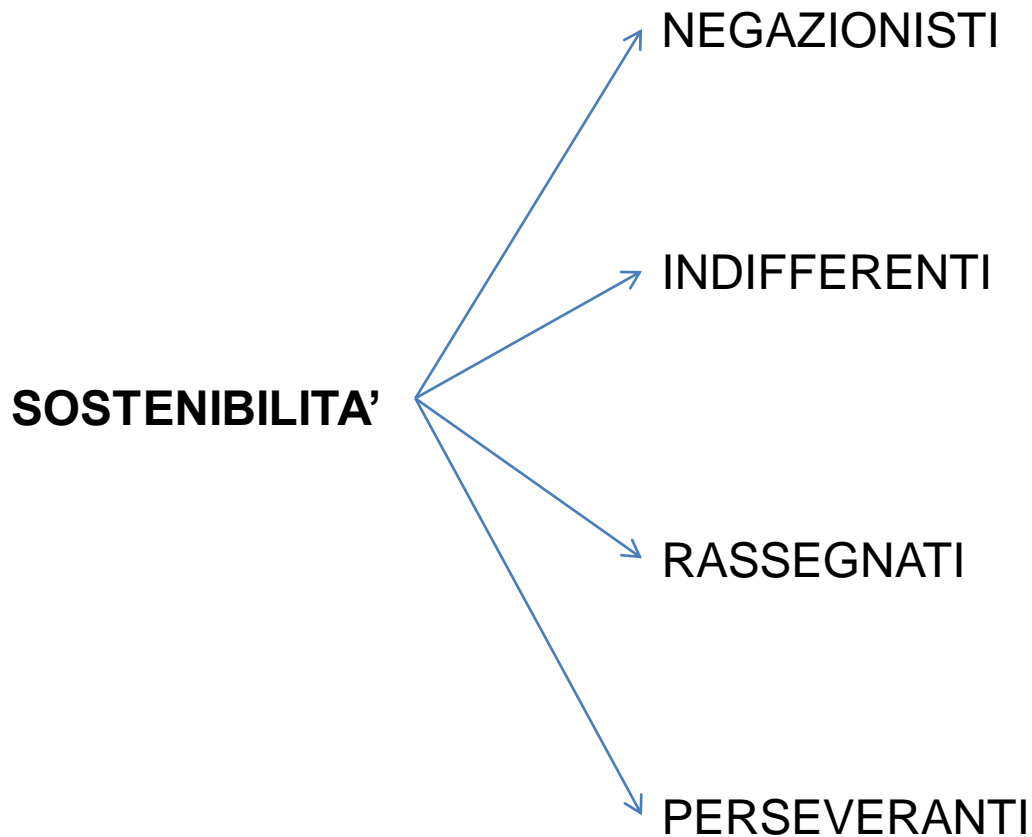 NEGAZIONISTI
INDIFFERENTI
SOSTENIBILITA’
RASSEGNATI
PERSEVERANTI